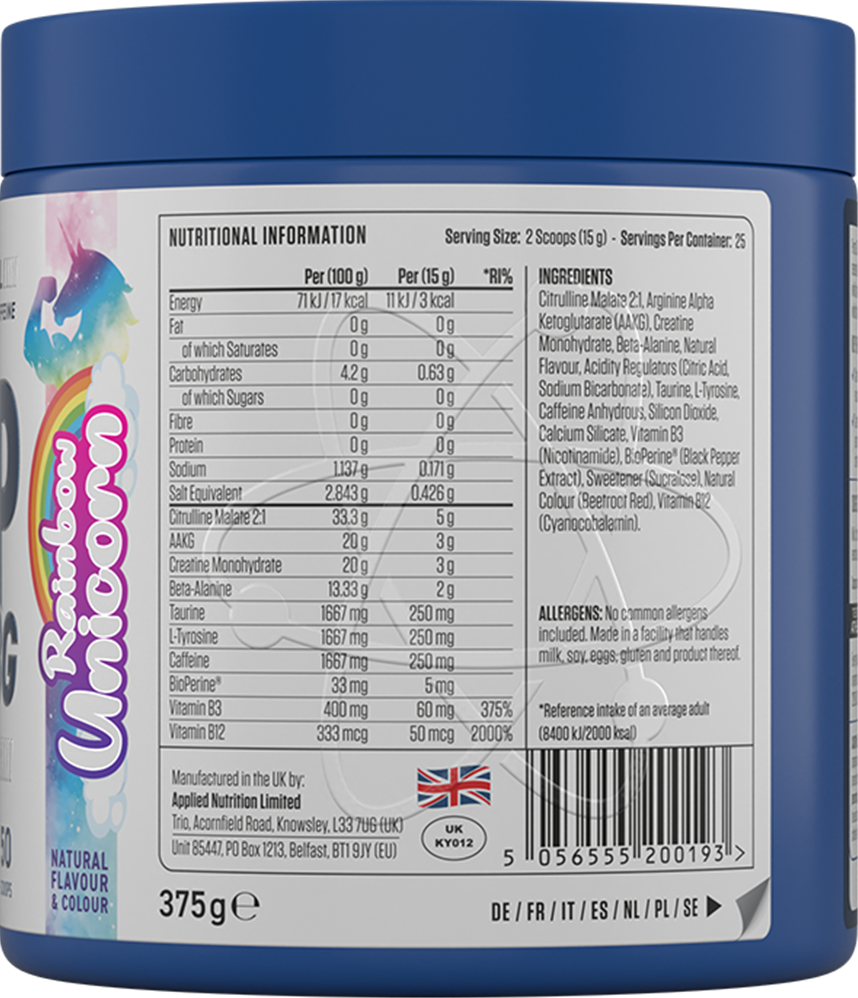 NUTRITIONAL INFORMATION Serving Size: 2 Scoops (15 g) - Servings Per Container: 25
Per (100 g) Per (15 g) *RI%
Energy 71 kJ / 17 kcal 11 kJ / 3 kcal
Fat 0 g 0 g
of which Saturates 0 g 0 g
Carbohydrates 4.2 g 0.63 g
of which Sugars 0 g 0 g
Fibre 0 g 0 g
Protein 0 g 0 g
Sodium 1.137 g 0.171 g
Salt Equivalent 2.843 g 0.426 g
Citrulline Malate 2:1 33.3 g 5 g
AAKG 20 g 3 g
Creatine Monohydrate 20 g 3 g
Beta-Alanine 13.33 g 2 g
Taurine 1667 mg 250 mg
L-Tyrosine 1667 mg 250 mg
Caffeine 1667 mg 250 mg
BioPerine® 33 mg 5 mg
Vitamin B3 400 mg 60 mg 375%
Vitamin B12 333 mcg 50 mcg 2000%
INGREDIENTS
Citrulline Malate 2:1, Arginine Alpha
Ketoglutarate (AAKG), Creatine
Monohydrate, Beta-Alanine, Natural
Flavour, Acidity Regulators (Citric Acid,
Sodium Bicarbonate), Taurine, L-Tyrosine,
Caffeine Anhydrous, Silicon Dioxide,
Calcium Silicate, Vitamin B3
(Nicotinamide), BioPerine® (Black Pepper
Extract), Sweetener (Sucralose), Natural
Colour (Beetroot Red), Vitamin B12
(Cyanocobalamin).
ALLERGENS: No common allergens
included. Made in a facility that handles
milk, soy, eggs, gluten and product thereof.
*Reference intake of an average adult
(8400 kJ/2000 kcal)
Manufactured in the UK by:
Applied Nutrition Limited
Trio, Acornfield Road, Knowsley, L33 7UG (UK)
Unit 85447, PO Box 1213, Belfast, BT1 9JY (EU)
UK
KY012
5 056555 200193 >
375g ℮
DE / FR / IT / ES / NL / PL / SE ▶
Rainbow
Unicorn
NATURAL
FLAVOUR
& COLOUR